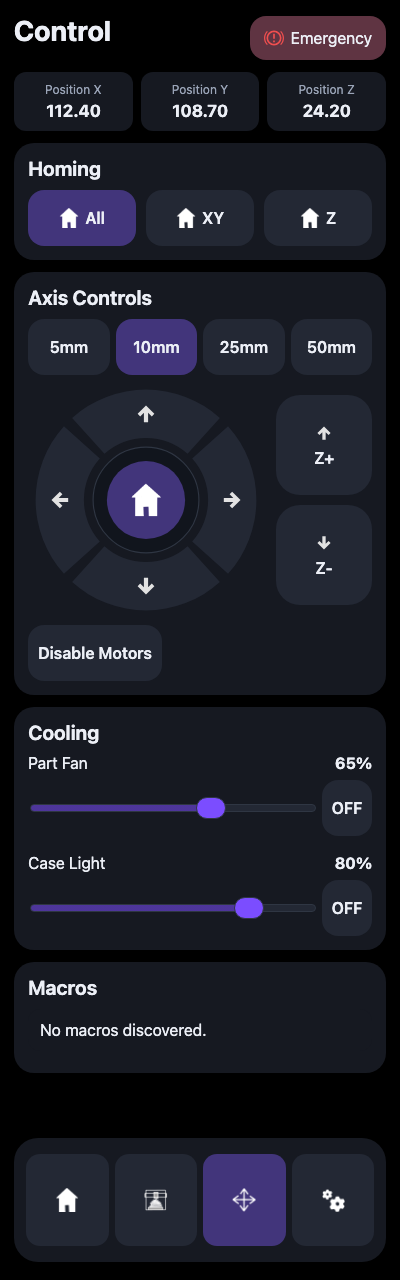 Control
Emergency
Position X
112.40
Position Y
108.70
Position Z
24.20
Homing
All
XY
Z
Axis Controls
5mm
10mm
25mm
50mm
Z+
Z-
Disable Motors
Cooling
Part Fan
65%
OFF
Case Light
80%
OFF
Macros
No macros discovered.